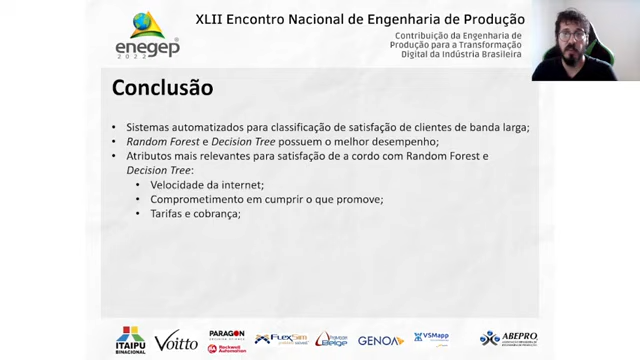 enegep
2022
XLII Encontro Nacional de Engenharia de Produção
Contribuição da Engenharia de
Produção para a Transformação
Digital da Indústria Brasileira
Conclusão
• Sistemas automatizados para classificação de satisfação de clientes de banda larga;
• Random Forest e Decision Tree possuem o melhor desempenho;
• Atributos mais relevantes para satisfação de a cordo com Random Forest e
Decision Tree:
• Velocidade da internet;
• Comprometimento em cumprir o que promove;
• Tarifas e cobrança;
ITAIPU
BINACIONAL
Voitto
PARAGON
Rockwell
Automation
FlexSim
GENOA
VSMapp
ABEPRO